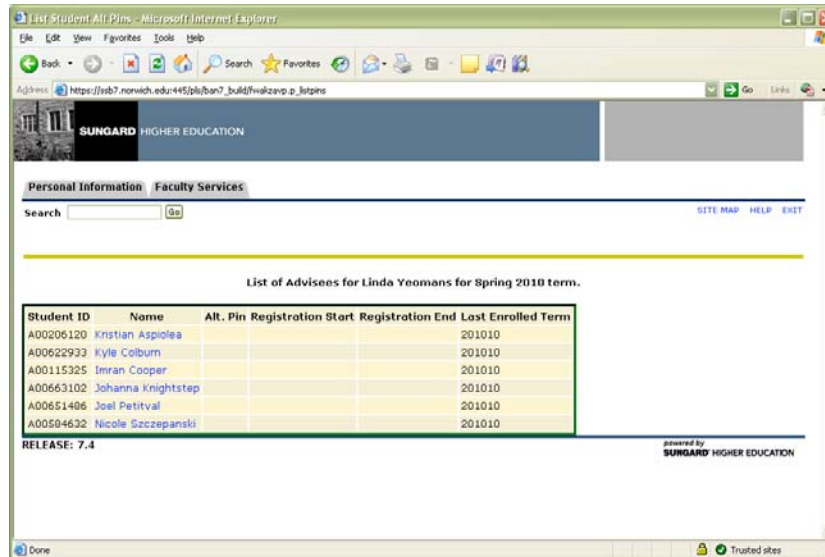 List Student Alt Pins - Microsoft Internet Explorer
File Edit View Favorites Tools Help
Back Search Favorites
Address https://ssb7.norwich.edu:445/pls/ban7_build/fwakzavp.p_listpins Go Links
SUNGARD HIGHER EDUCATION
Personal Information Faculty Services
Search Go SITE MAP HELP EXIT
List of Advisees for Linda Yeomans for Spring 2010 term.
Student ID Name Alt. Pin Registration Start Registration End Last Enrolled Term
A00206120 Kristian Aspiolea 201010
A00622933 Kyle Colburn 201010
A00115325 Imran Cooper 201010
A00663102 Johanna Knightstep 201010
A00651486 Joel Petitval 201010
A00584632 Nicole Szczepanski 201010
RELEASE: 7.4
powered by
SUNGARD HIGHER EDUCATION
Done Trusted sites